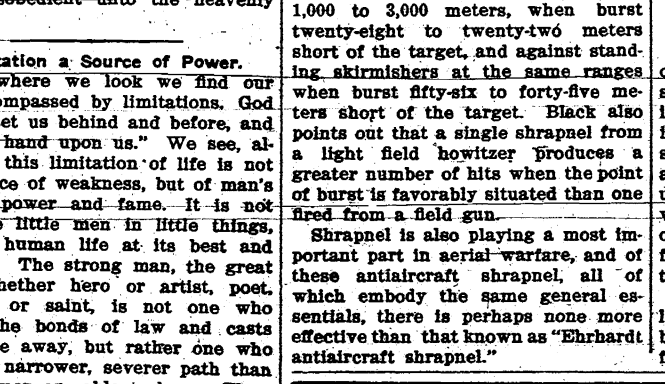 obedient unto the heavenly
tation a Source of Power.
where we look we find our
ompassed by limitations. God
et us behind and before, and
hand upon us." We see, al-
this limitation of life is not
ce of weakness, but of man's
power and fame. It is not
little men in little things,
human life at its best and
The strong man, the great
hether hero or artist, poet,
or saint, is not one who
he bonds of law and casts
e away, but rather one who
narrower, severer path than
1,000 to 3,000 meters, when burst
twenty-eight to twenty-two meters
short of the target, and against stand-
ing skirmishers at the same ranges
when burst fifty-six to forty-five me-
ters short of the target. Black also
points out that a single shrapnel from
a light field howitzer produces a
greater number of hits when the point
of burst is favorably situated than one
fired from a field gun.
Shrapnel is also playing a most im-
portant part in aerial warfare, and of
these antiaircraft shrapnel, all of
which embody the same general es-
sentials, there is perhaps none more
effective than that known as "Ehrhardt
antiaircraft shrapnel."